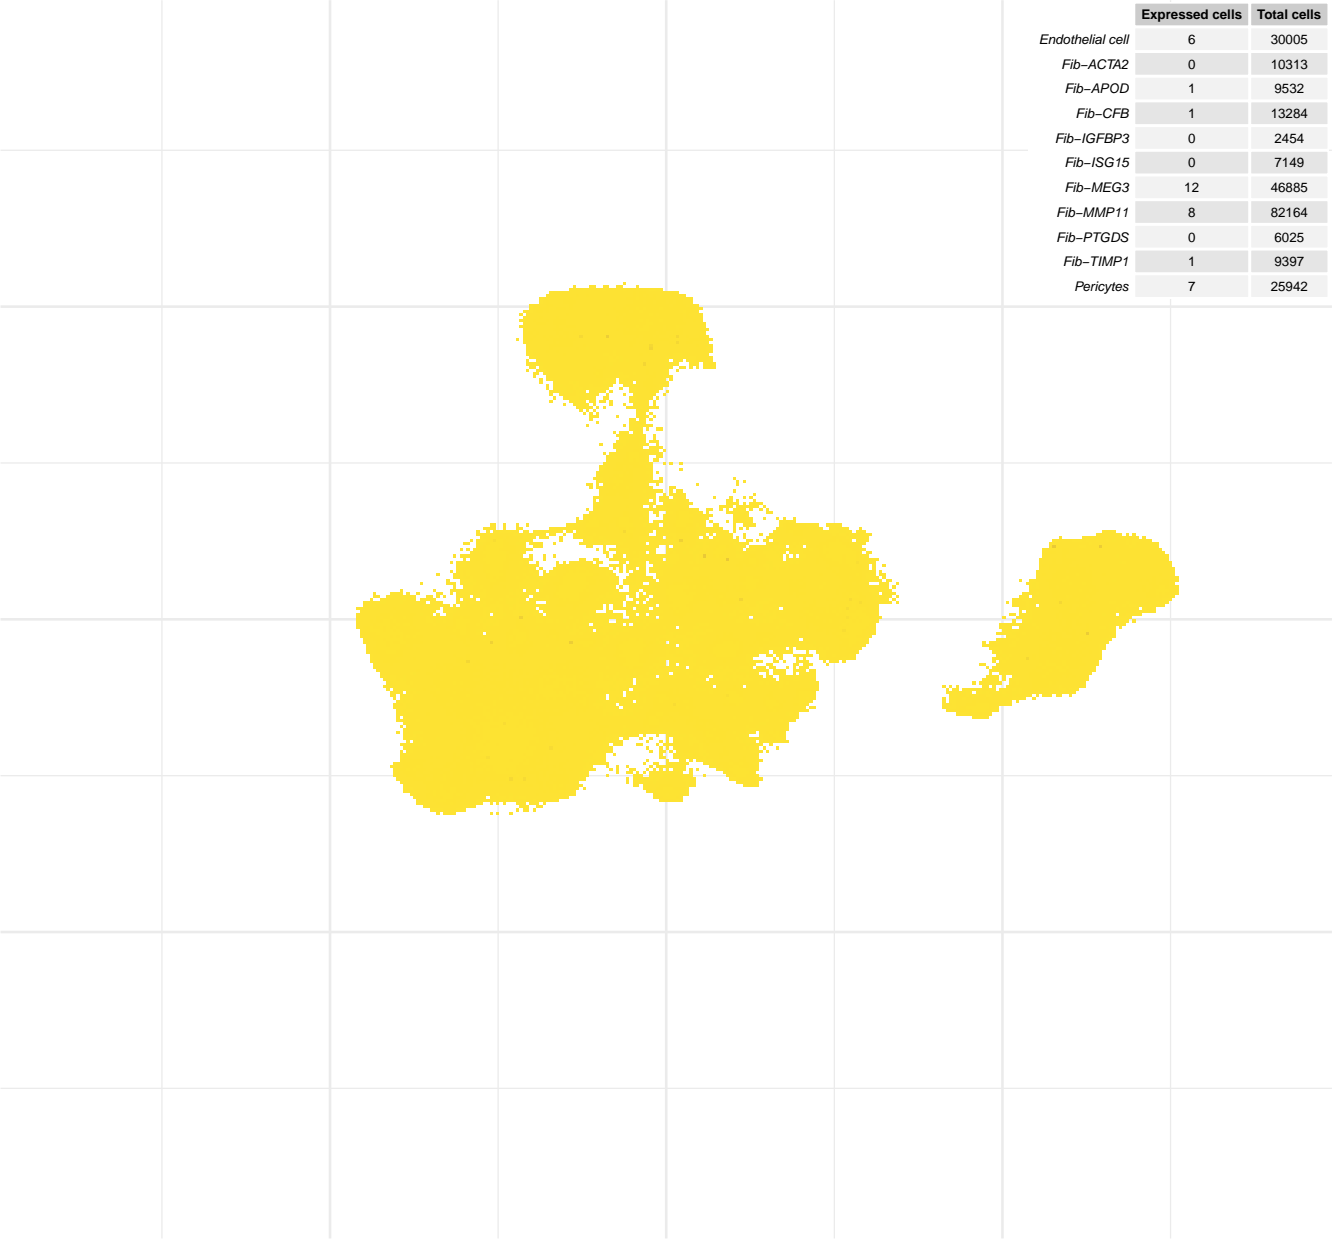 Expressed cells Total cells
Endothelial cell 6 30005
Fib−ACTA2 0 10313
Fib−APOD 1 9532
Fib−CFB 1 13284
Fib−IGFBP3 0 2454
Fib−ISG15 0 7149
Fib−MEG3 12 46885
Fib−MMP11 8 82164
Fib−PTGDS 0 6025
Fib−TIMP1 1 9397
Pericytes 7 25942